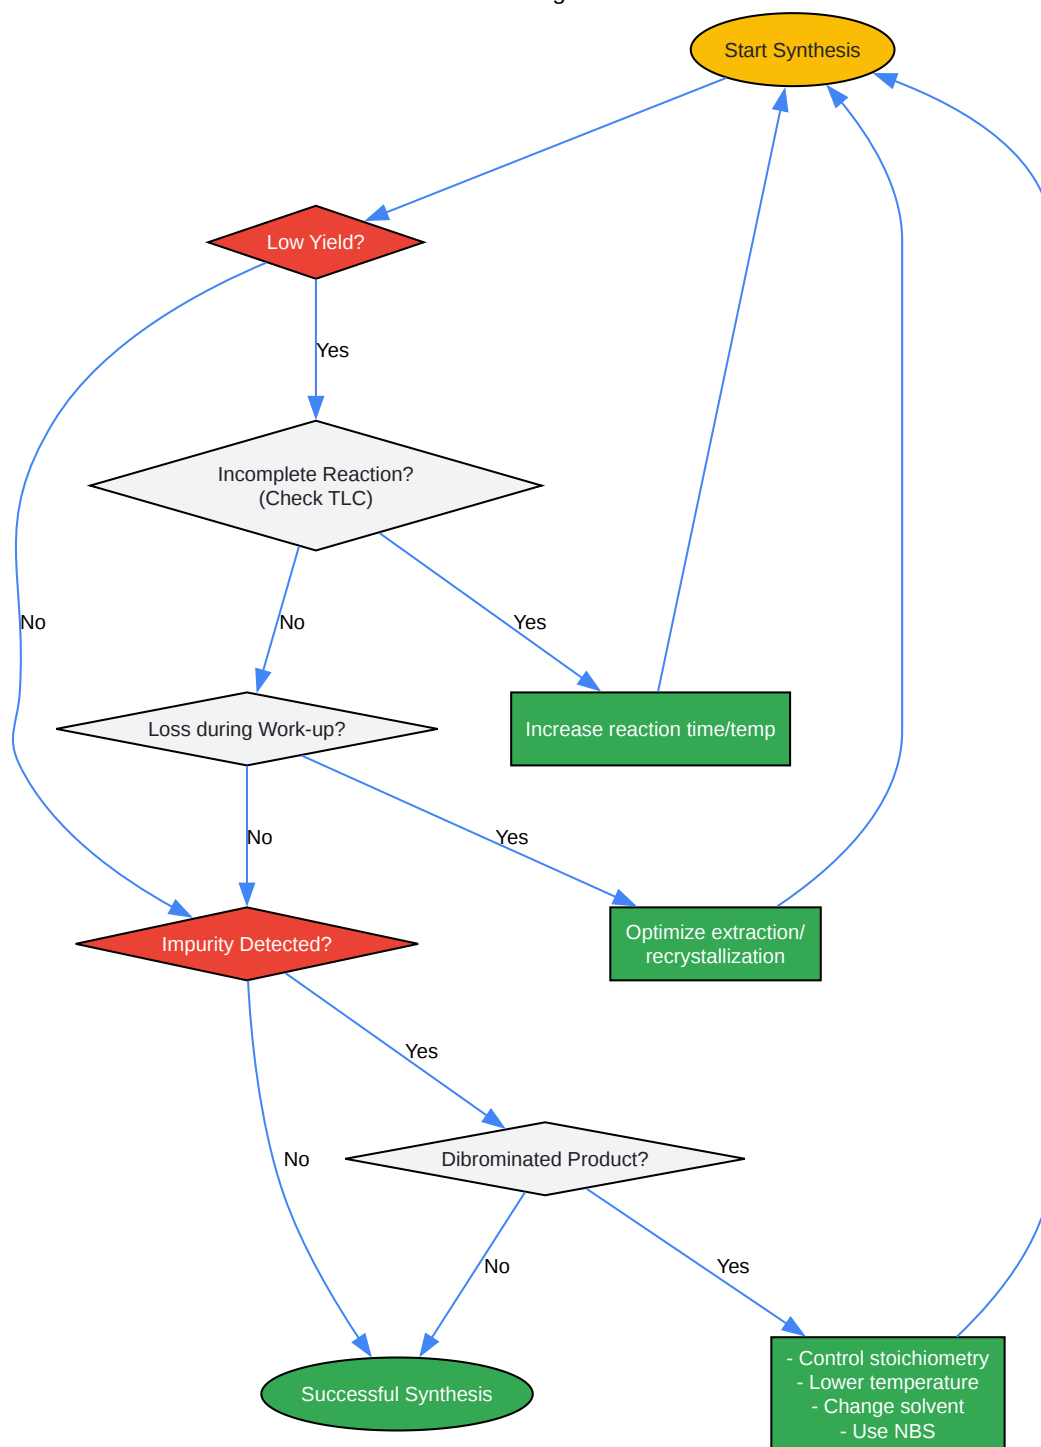 Start Synthesis
Low Yield?
Yes
Incomplete Reaction?
(Check TLC)
No
No
Yes
Loss during Work-up?
Increase reaction time/temp
No
Yes
Impurity Detected?
Optimize extraction/
recrystallization
Yes
No
Dibrominated Product?
No
Yes
Successful Synthesis
- Control stoichiometry
- Lower temperature
- Change solvent
- Use NBS